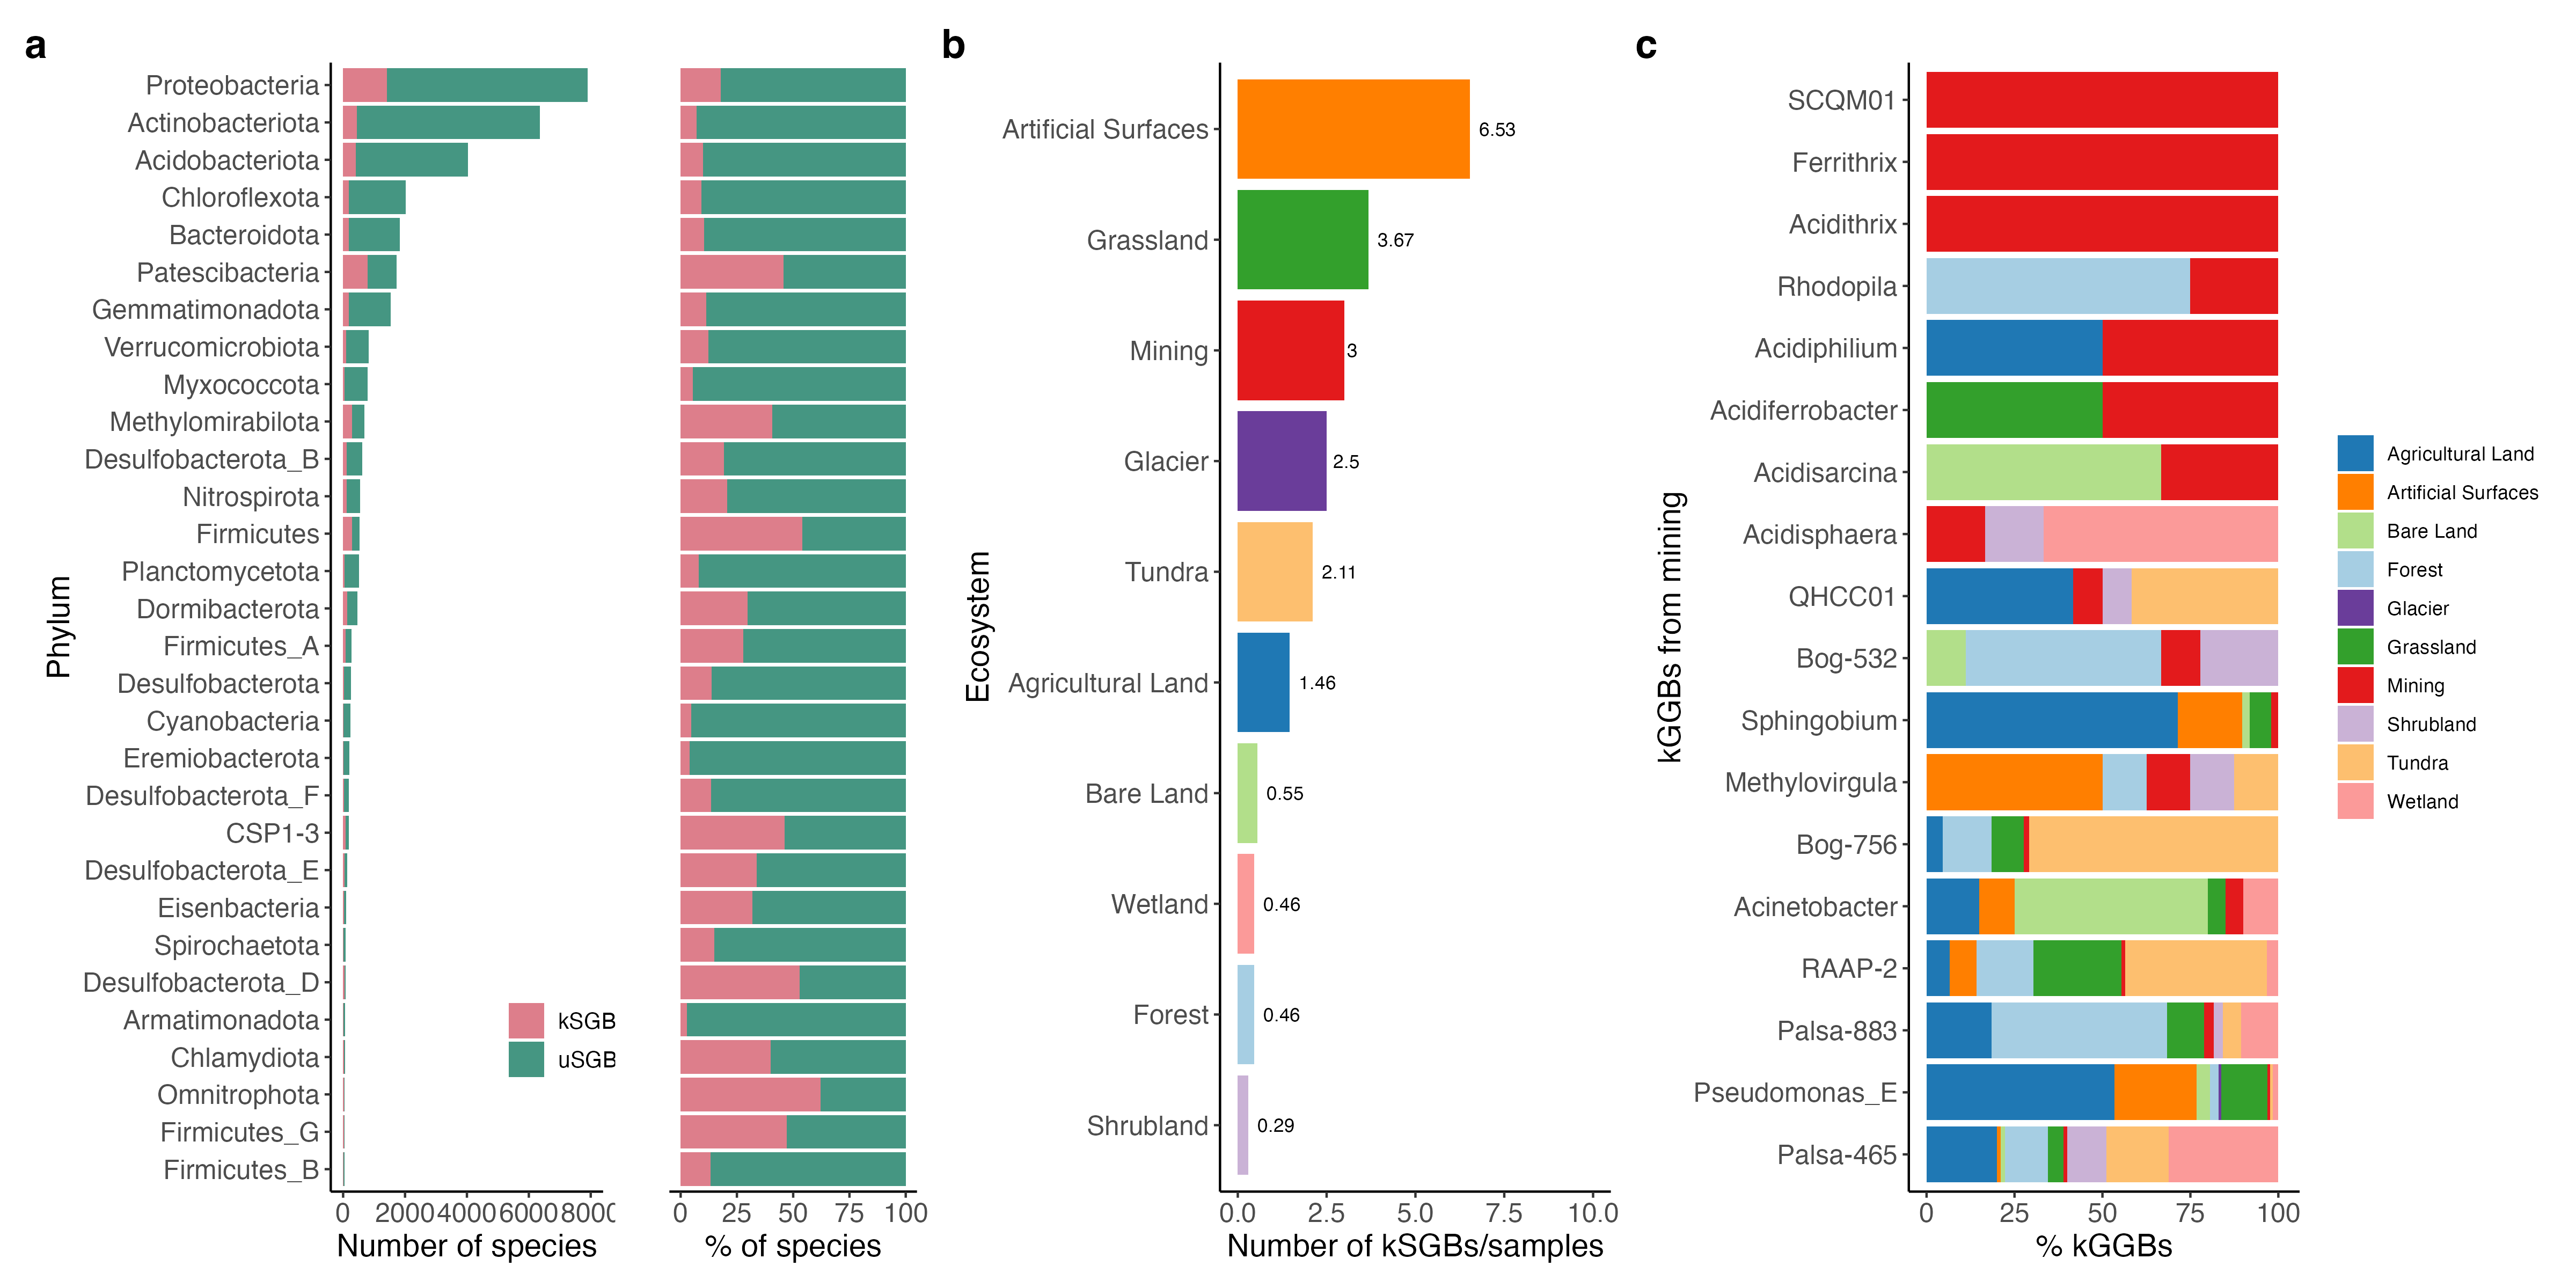 a
Proteobacteria
Actinobacteriota
Acidobacteriota
Chloroflexota
Bacteroidota
Patescibacteria
Gemmatimonadota
Verrucomicrobiota
Myxococcota
Methylomirabilota
Desulfobacterota_B
Nitrospirota
Firmicutes
Planctomycetota
Dormibacterota
Firmicutes_A
Desulfobacterota
Cyanobacteria
Eremiobacterota
Desulfobacterota_F
CSP1-3
Desulfobacterota_E
Eisenbacteria
Spirochaetota
Desulfobacterota_D
Armatimonadota
Chlamydiota
Omnitrophota
Firmicutes_G
Firmicutes_B
Phylum
kSGB
uSGB
0 2000 4000 6000 8000
Number of species
0 25 50 75 100
% of species
b
Artificial Surfaces 6.53
Grassland 3.67
Mining 3
Glacier 2.5
Tundra 2.11
Agricultural Land 1.46
Bare Land 0.55
Wetland 0.46
Forest 0.46
Shrubland 0.29
Ecosystem
0.0 2.5 5.0 7.5 10.0
Number of kSGBs/samples
c
SCQM01
Ferrithrix
Acidithrix
Rhodopila
Acidiphilium
Acidiferrobacter
Acidisarcina
Acidisphaera
QHCC01
Bog-532
Sphingobium
Methylovirgula
Bog-756
Acinetobacter
RAAP-2
Palsa-883
Pseudomonas_E
Palsa-465
kGGBs from mining
0 25 50 75 100
% kGGBs
Agricultural Land
Artificial Surfaces
Bare Land
Forest
Glacier
Grassland
Mining
Shrubland
Tundra
Wetland